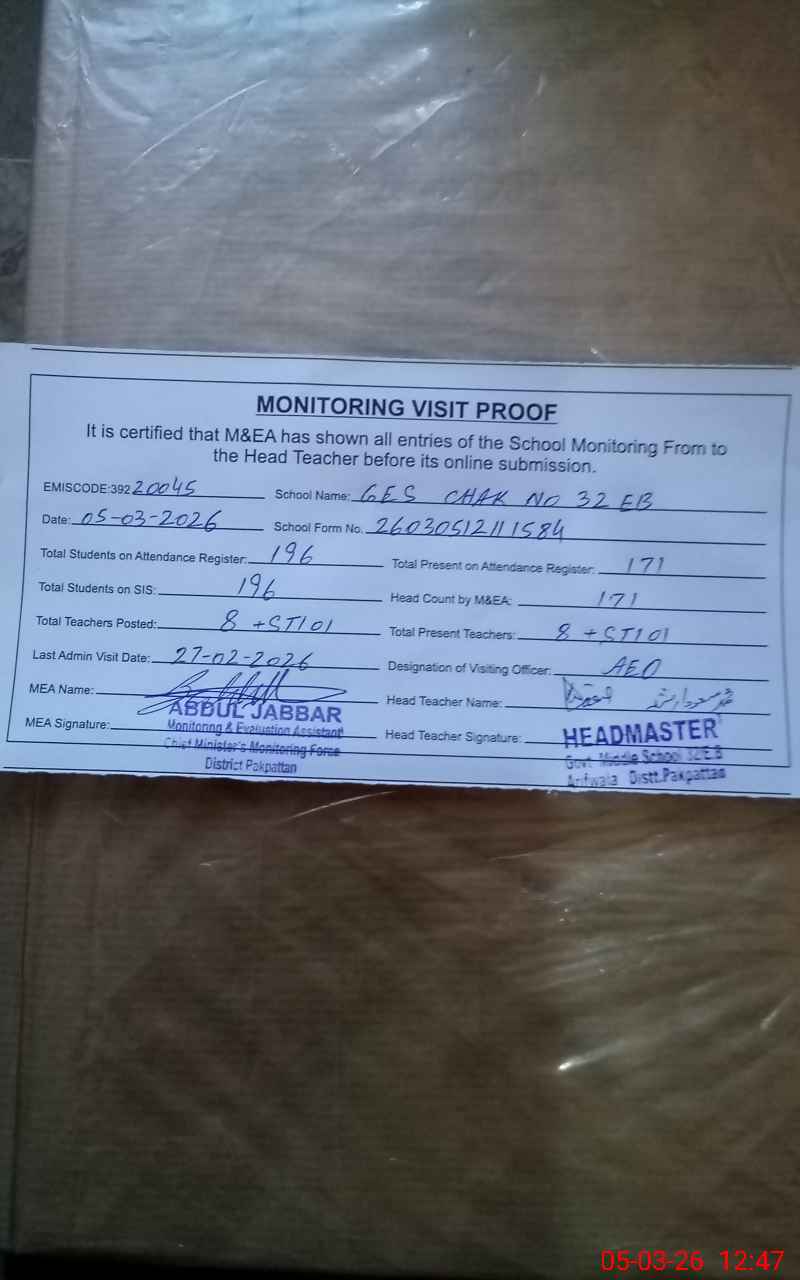 MONITORING VISIT PROOF
It is certified that M&EA has shown all entries of the School Monitoring From to
the Head Teacher before its online submission.
EMISCODE:39220045 School Name: GES CHAK NO 32 EB
Date: 05-03-2026 School Form No. 26030512111584
Total Students on Attendance Register: 196 Total Present on Attendance Register: 171
Total Students on SIS: 196 Head Count by M&EA: 171
Total Teachers Posted: 8 +ST101 Total Present Teachers: 8 +ST101
Last Admin Visit Date: 27-02-2026 Designation of Visiting Officer: AEO
MEA Name: Head Teacher Name:
MEA Signature: Head Teacher Signature:
ABDUL JABBAR
Monitoring & Evaluation Assistant
Chief Minister's Monitoring Force
District Pakpattan
HEADMASTER
Govt. Middle School 32/E.B
Arifwala Distt.Pakpattan
05-03-26 12:47